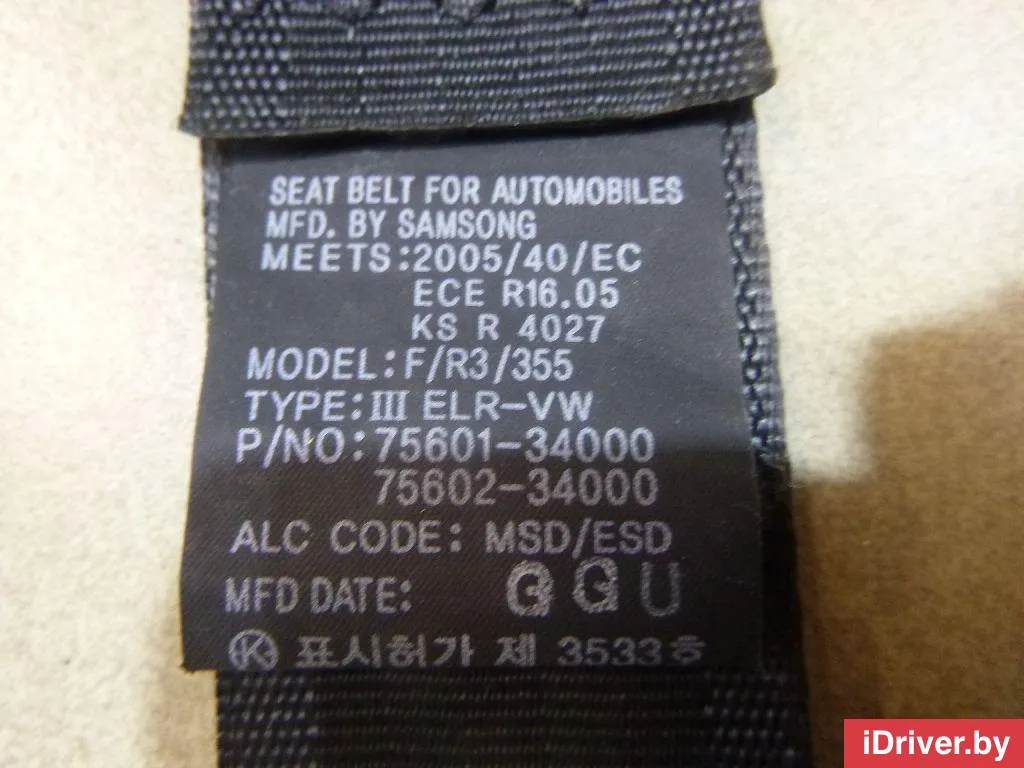 SEAT BELT FOR AUTOMOBILES
MFD. BY SAMSONG
MEETS:2005/40/EC
ECE R16.05
KS R 4027
MODEL:F/R3/355
TYPE:III ELR-VW
P/NO:75601-34000
75602-34000
ALC CODE: MSD/ESD
MFD DATE: G G U
K 표시허가 제 3533호
iDriver.by